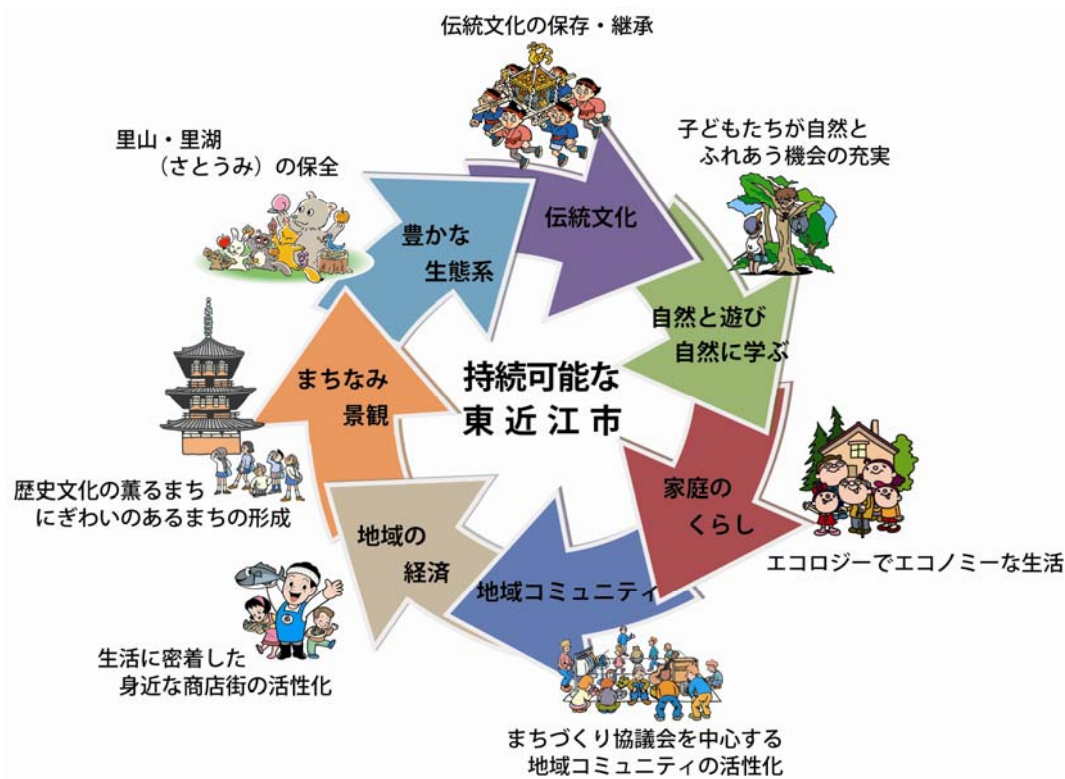 伝統文化の保存・継承
子どもたちが自然と
ふれあう機会の充実
里山・里湖
(さとうみ)の保全
伝統文化
豊かな
生態系
自然と遊び
自然に学ぶ
持続可能な
東近江市
まちなみ
景観
家庭の
くらし
歴史文化の薫るまち
にぎわいのあるまちの形成
エコロジーでエコノミーな生活
地域の
経済
地域コミュニティ
生活に密着した
身近な商店街の活性化
まちづくり協議会を中心する
地域コミュニティの活性化